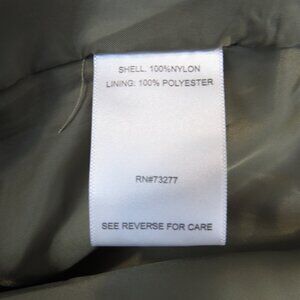 SHELL. 100%NYLON
LINING: 100% POLYESTER
RN#73277
SEE REVERSE FOR CARE